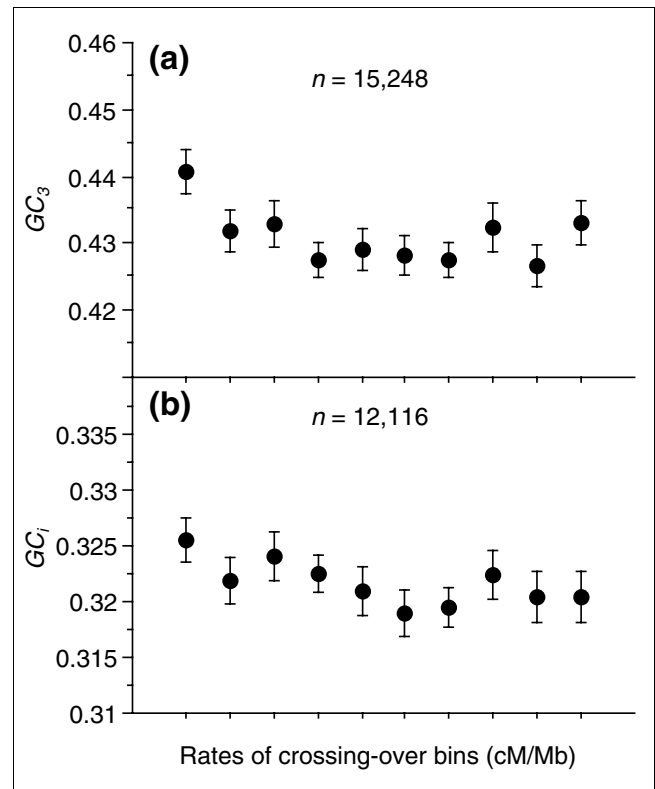 (a)
n = 15,248
0.46
0.45
0.44
0.43
0.42
GC3
(b)
n = 12,116
0.335
0.33
0.325
0.32
0.315
0.31
GCi
Rates of crossing-over bins (cM/Mb)